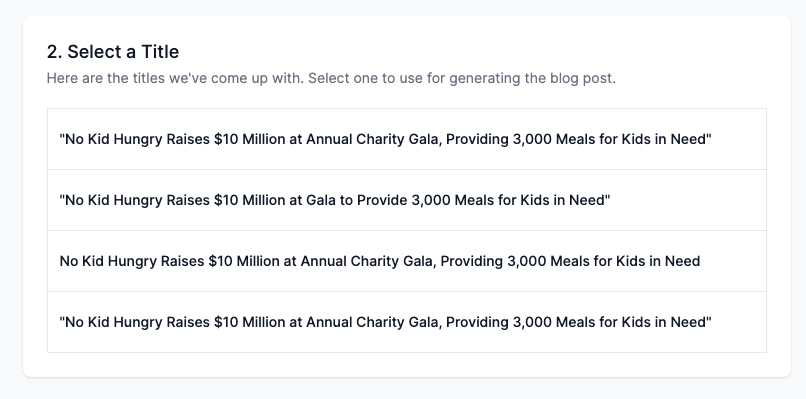 2. Select a Title
Here are the titles we've come up with. Select one to use for generating the blog post.
"No Kid Hungry Raises $10 Million at Annual Charity Gala, Providing 3,000 Meals for Kids in Need"
"No Kid Hungry Raises $10 Million at Gala to Provide 3,000 Meals for Kids in Need"
No Kid Hungry Raises $10 Million at Annual Charity Gala, Providing 3,000 Meals for Kids in Need
"No Kid Hungry Raises $10 Million at Annual Charity Gala, Providing 3,000 Meals for Kids in Need"